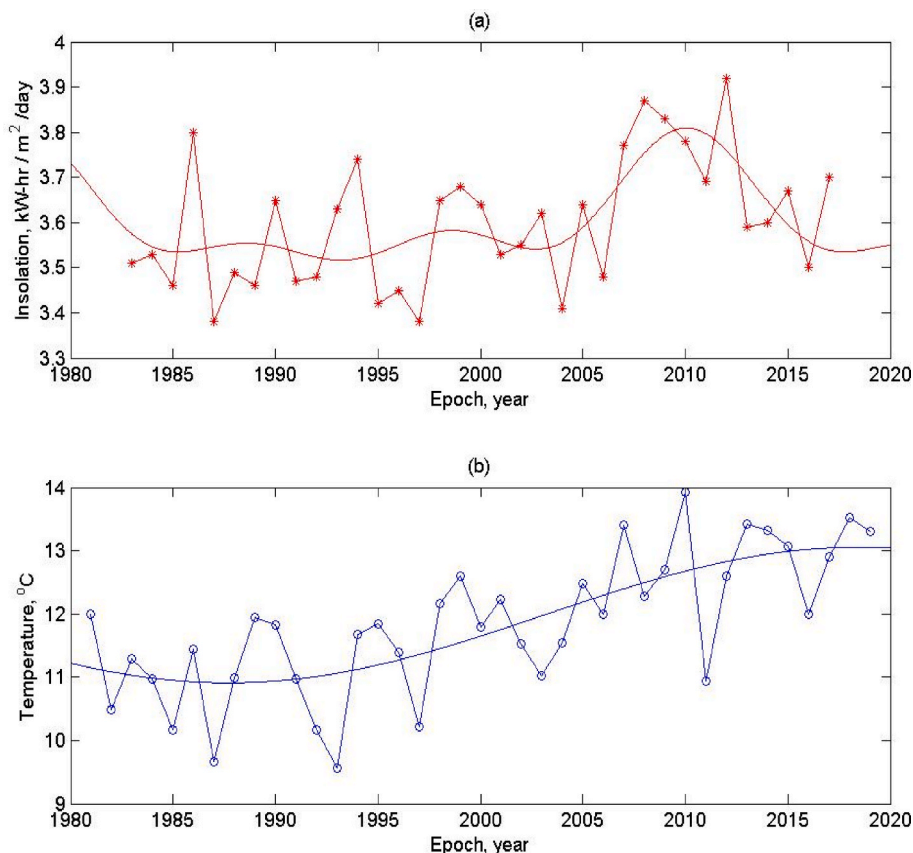 (a)
Insolation, kW-hr / m² /day
4
3.9
3.8
3.7
3.6
3.5
3.4
3.3
1980 1985 1990 1995 2000 2005 2010 2015 2020
Epoch, year
(b)
Temperature, °C
14
13
12
11
10
9
1980 1985 1990 1995 2000 2005 2010 2015 2020
Epoch, year